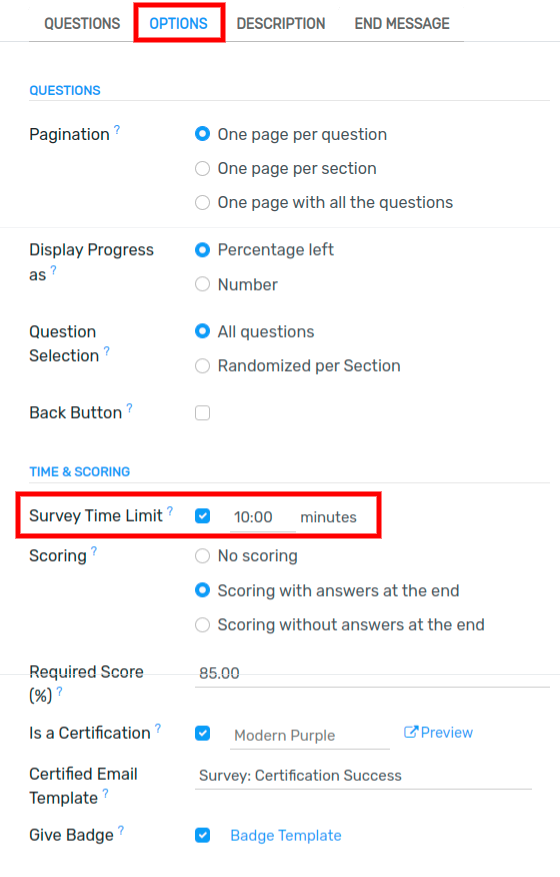 QUESTIONS OPTIONS DESCRIPTION END MESSAGE
QUESTIONS
Pagination ? One page per question
One page per section
One page with all the questions
Display Progress as ? Percentage left
Number
Question Selection ? All questions
Randomized per Section
Back Button ?
TIME & SCORING
Survey Time Limit ? 10:00 minutes
Scoring ? No scoring
Scoring with answers at the end
Scoring without answers at the end
Required Score (%) ? 85.00
Is a Certification ? Modern Purple Preview
Certified Email Template ? Survey: Certification Success
Give Badge ? Badge Template